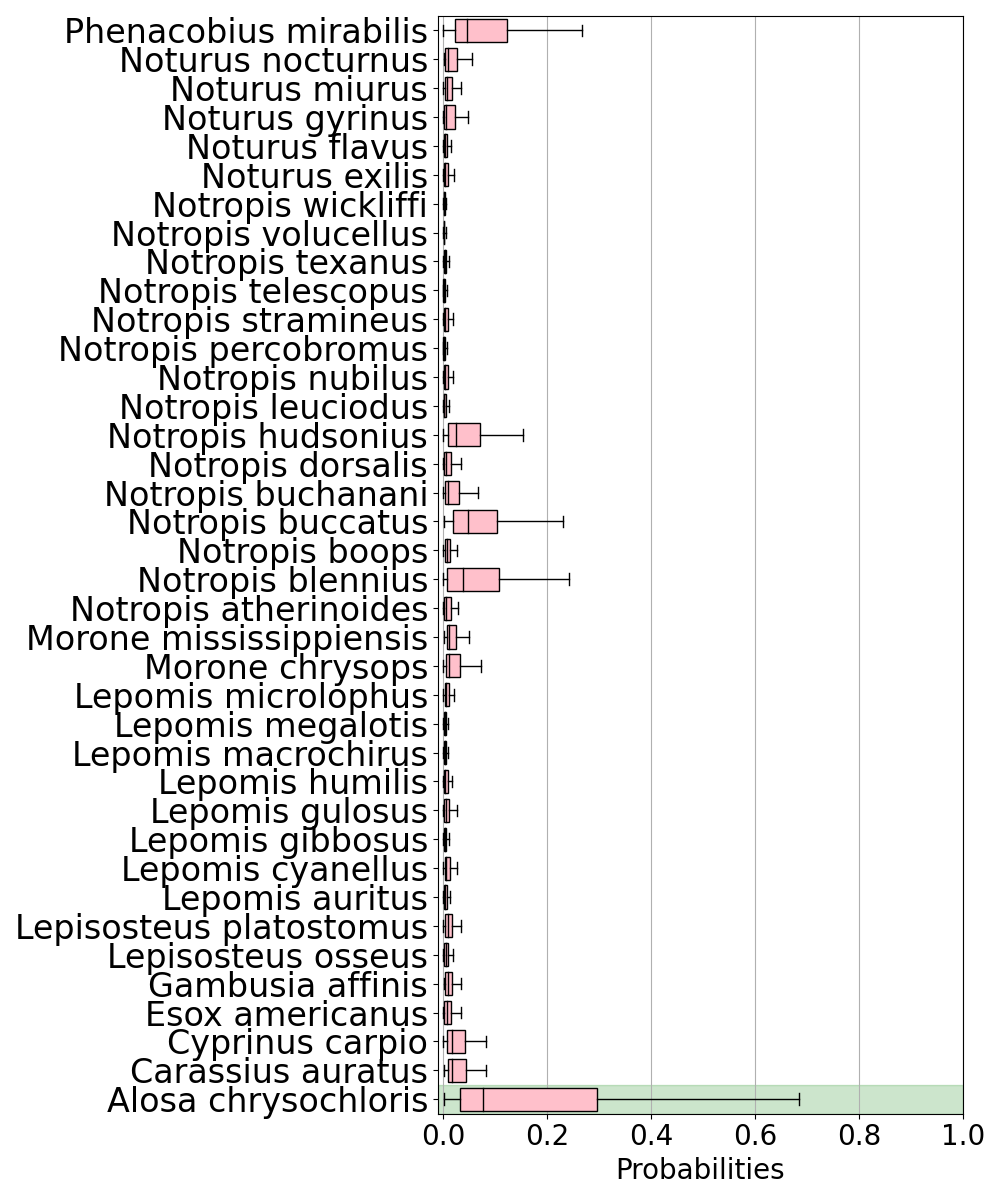 Phenacobius mirabilis
Noturus nocturnus
Noturus miurus
Noturus gyrinus
Noturus flavus
Noturus exilis
Notropis wickliffi
Notropis volucellus
Notropis texanus
Notropis telescopus
Notropis stramineus
Notropis percobromus
Notropis nubilus
Notropis leuciodus
Notropis hudsonius
Notropis dorsalis
Notropis buchanani
Notropis buccatus
Notropis boops
Notropis blennius
Notropis atherinoides
Morone mississippiensis
Morone chrysops
Lepomis microlophus
Lepomis megalotis
Lepomis macrochirus
Lepomis humilis
Lepomis gulosus
Lepomis gibbosus
Lepomis cyanellus
Lepomis auritus
Lepisosteus platostomus
Lepisosteus osseus
Gambusia affinis
Esox americanus
Cyprinus carpio
Carassius auratus
Alosa chrysochloris
0.0 0.2 0.4 0.6 0.8 1.0
Probabilities